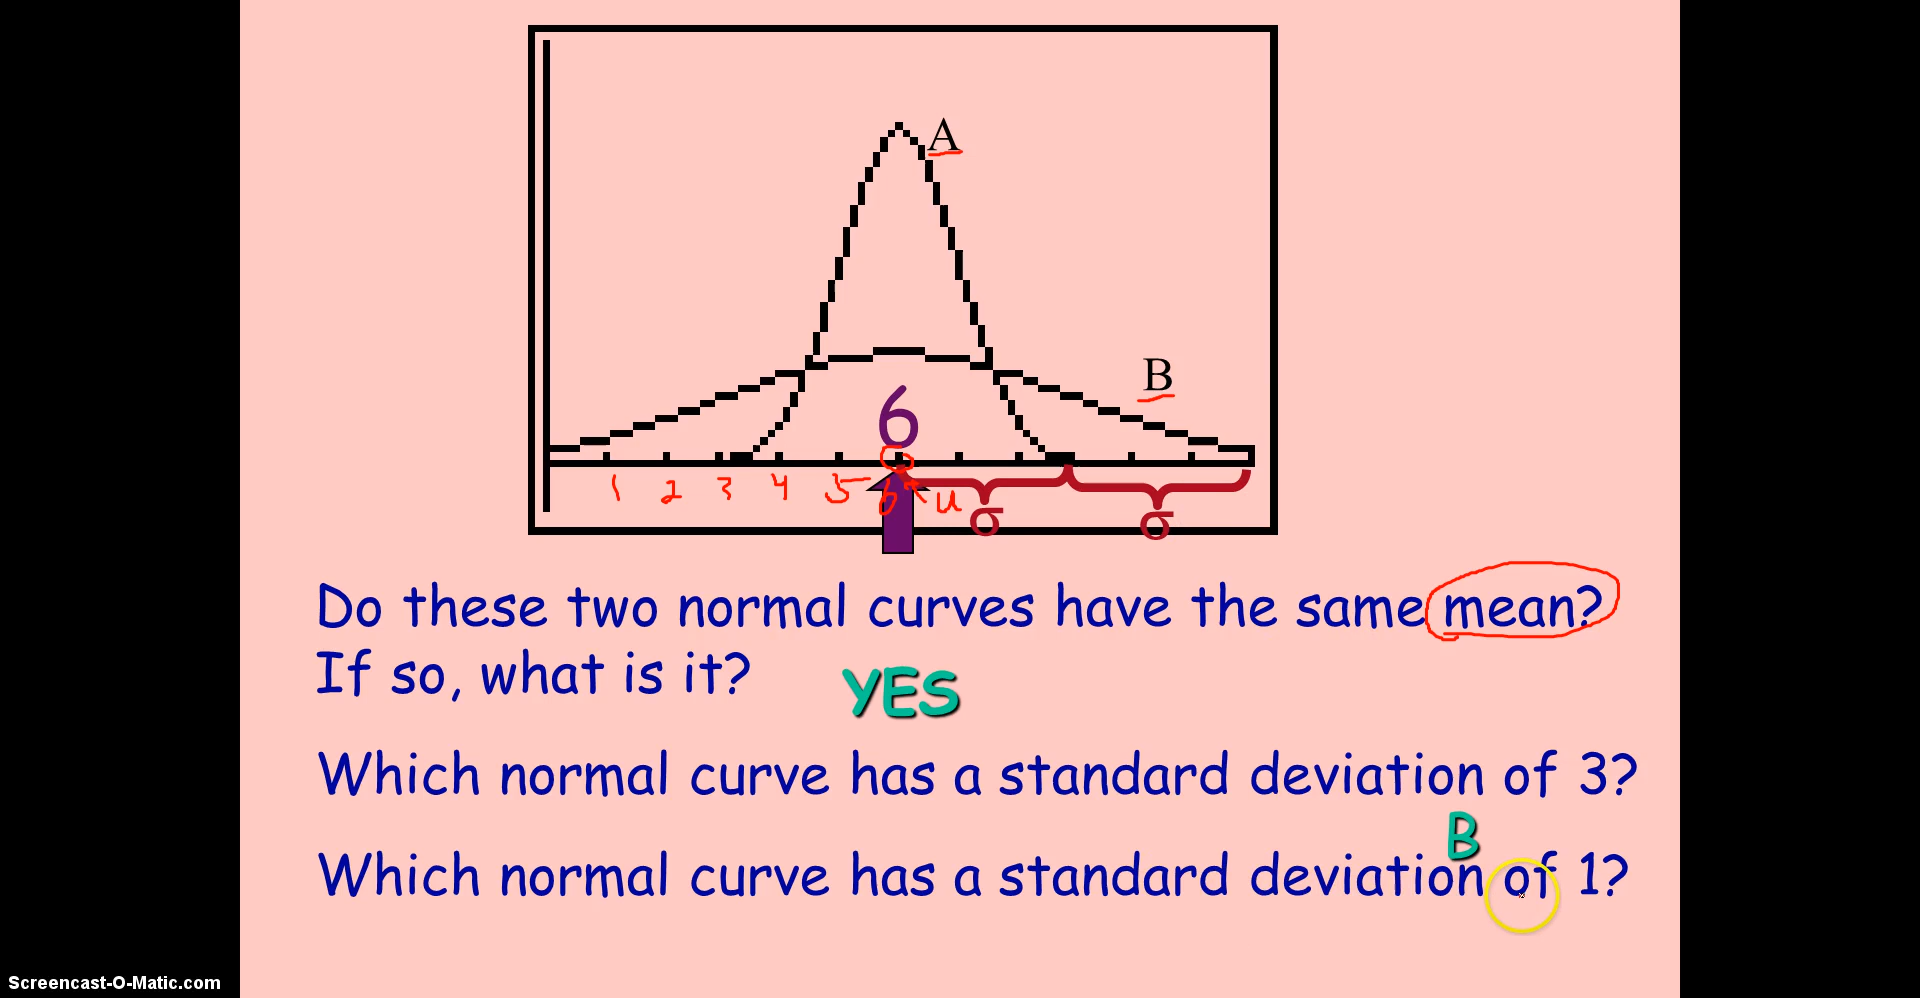 A
B
6
1 2 3 4 5 6 u
σ σ
Do these two normal curves have the same mean?
If so, what is it?
YES
Which normal curve has a standard deviation of 3?
B
Which normal curve has a standard deviation of 1?
Screencast-O-Matic.com